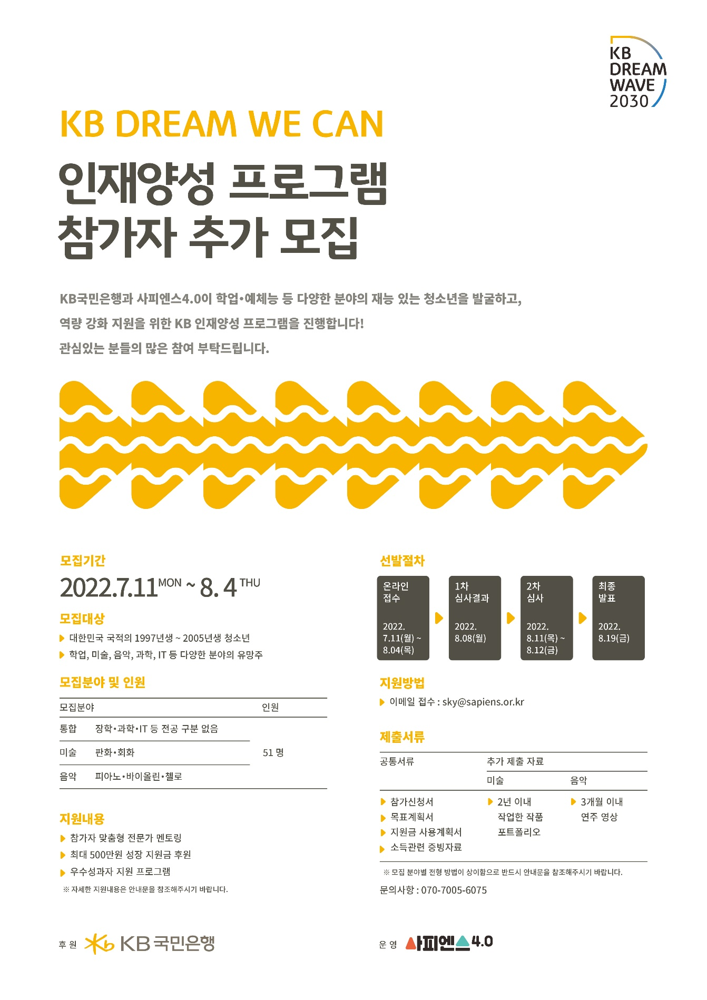 KB
DREAM
WAVE
2030
KB DREAM WE CAN
인재양성 프로그램
참가자 추가 모집
KB국민은행과 사피엔스4.0이 학업•예체능 등 다양한 분야의 재능 있는 청소년을 발굴하고,
역량 강화 지원을 위한 KB 인재양성 프로그램을 진행합니다!
관심있는 분들의 많은 참여 부탁드립니다.
모집기간
2022.7.11MON ~ 8. 4 THU
모집대상
대한민국 국적의 1997년생 ~ 2005년생 청소년
학업, 미술, 음악, 과학, IT 등 다양한 분야의 유망주
모집분야 및 인원
모집분야 인원
통합 장학•과학•IT 등 전공 구분 없음
미술 판화•회화 51 명
음악 피아노•바이올린•첼로
지원내용
참가자 맞춤형 전문가 멘토링
최대 500만원 성장 지원금 후원
우수성과자 지원 프로그램
※ 자세한 지원내용은 안내문을 참조해주시기 바랍니다.
선발절차
온라인
접수
2022.
7.11(월) ~
8.04(목)
1차
심사결과
2022.
8.08(월)
2차
심사
2022.
8.11(목) ~
8.12(금)
최종
발표
2022.
8.19(금)
지원방법
이메일 접수 : sky@sapiens.or.kr
제출서류
공통서류 추가 제출 자료
미술 음악
참가신청서
목표계획서
지원금 사용계획서
소득관련 증빙자료
2년 이내
작업한 작품
포트폴리오
3개월 이내
연주 영상
※ 모집 분야별 전형 방법이 상이함으로 반드시 안내문을 참조해주시기 바랍니다.
문의사항 : 070-7005-6075
후 원 KB 국민은행
운 영 사피엔스 4.0